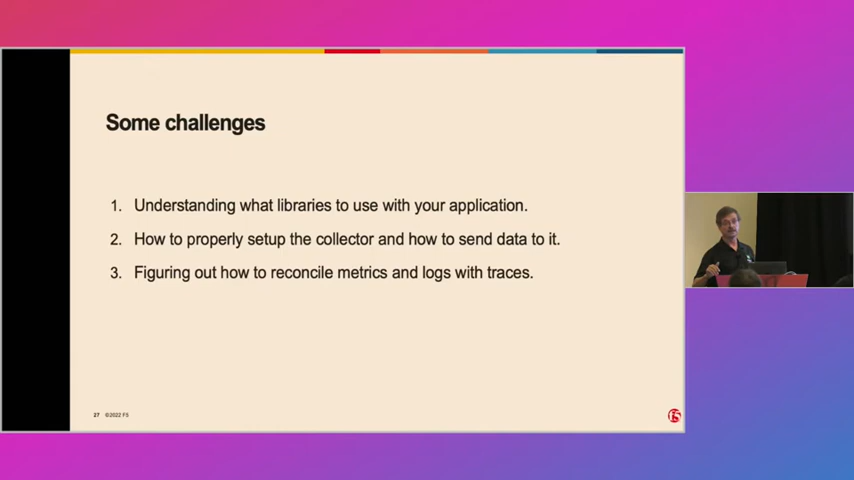 Some challenges
1. Understanding what libraries to use with your application.
2. How to properly setup the collector and how to send data to it.
3. Figuring out how to reconcile metrics and logs with traces.
27 ©2022 F5
f5